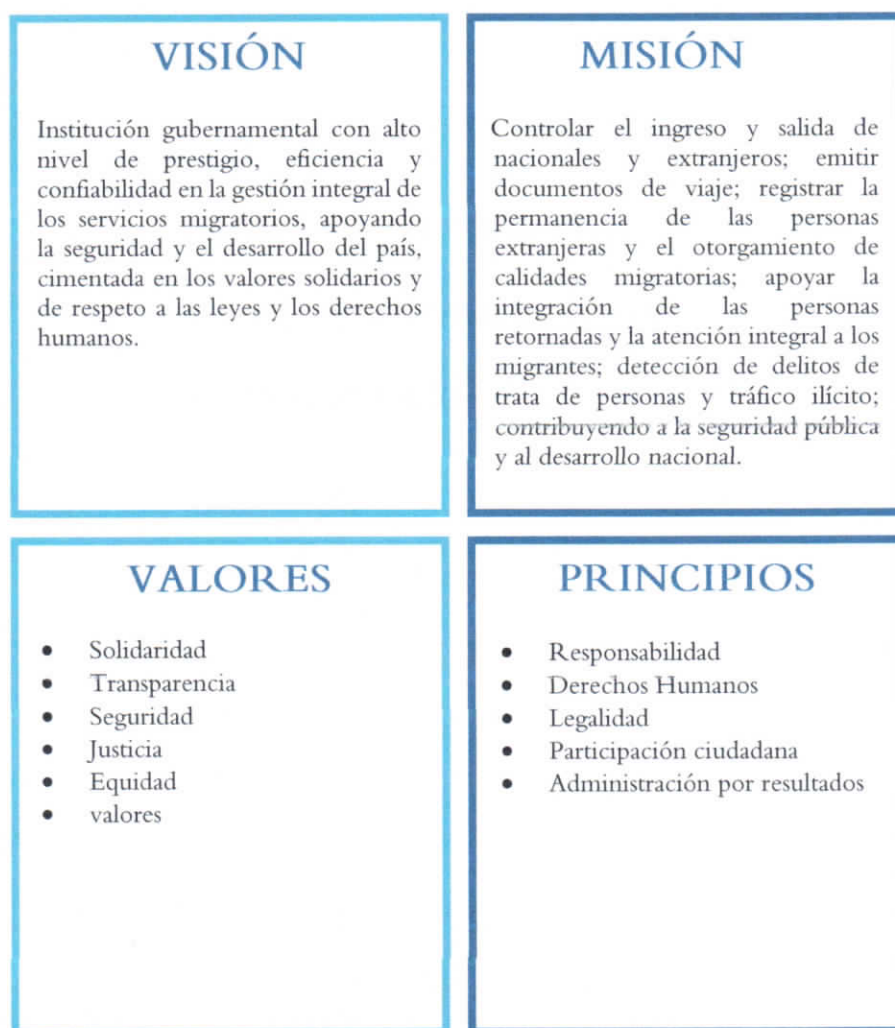 VISIÓN
Institución gubernamental con alto
nivel de prestigio, eficiencia y
confiabilidad en la gestión integral de
los servicios migratorios, apoyando
la seguridad y el desarrollo del país,
cimentada en los valores solidarios y
de respeto a las leyes y los derechos
humanos.
MISIÓN
Controlar el ingreso y salida de
nacionales y extranjeros; emitir
documentos de viaje; registrar la
permanencia de las personas
extranjeras y el otorgamiento de
calidades migratorias; apoyar la
integración de las personas
retornadas y la atención integral a los
migrantes; detección de delitos de
trata de personas y tráfico ilícito;
contribuyendo a la seguridad pública
y al desarrollo nacional.
VALORES
• Solidaridad
• Transparencia
• Seguridad
• Justicia
• Equidad
• valores
PRINCIPIOS
• Responsabilidad
• Derechos Humanos
• Legalidad
• Participación ciudadana
• Administración por resultados